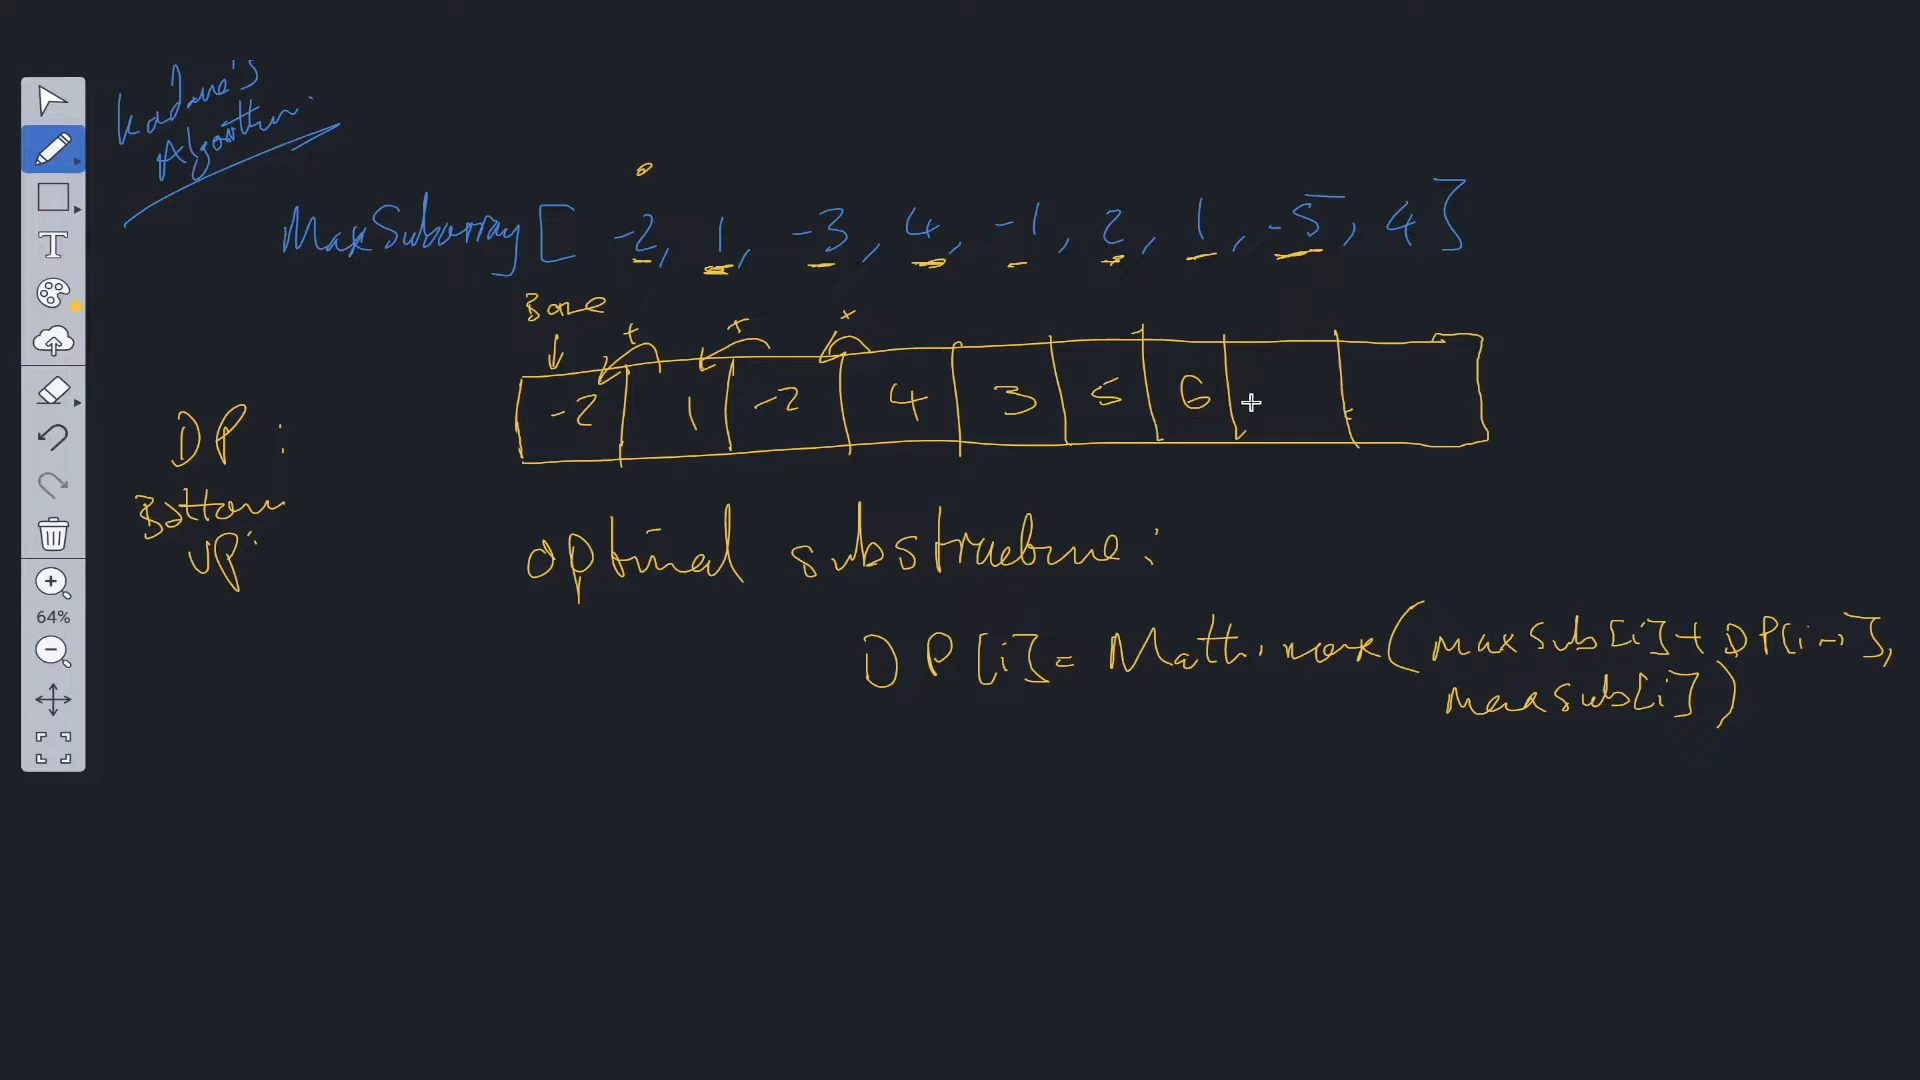 Kadane's
Algorithm.
MaxSubarray [ -2, 1, -3, 4, -1, 2, 1, -5, 4 ]
Base
+ + +
-2 1 -2 4 3 5 6
DP :
Bottom
UP:
optimal substructure:
DP[i] = Math.max(maxSub[i] + DP[i-1],
maxSub[i])
T
64%